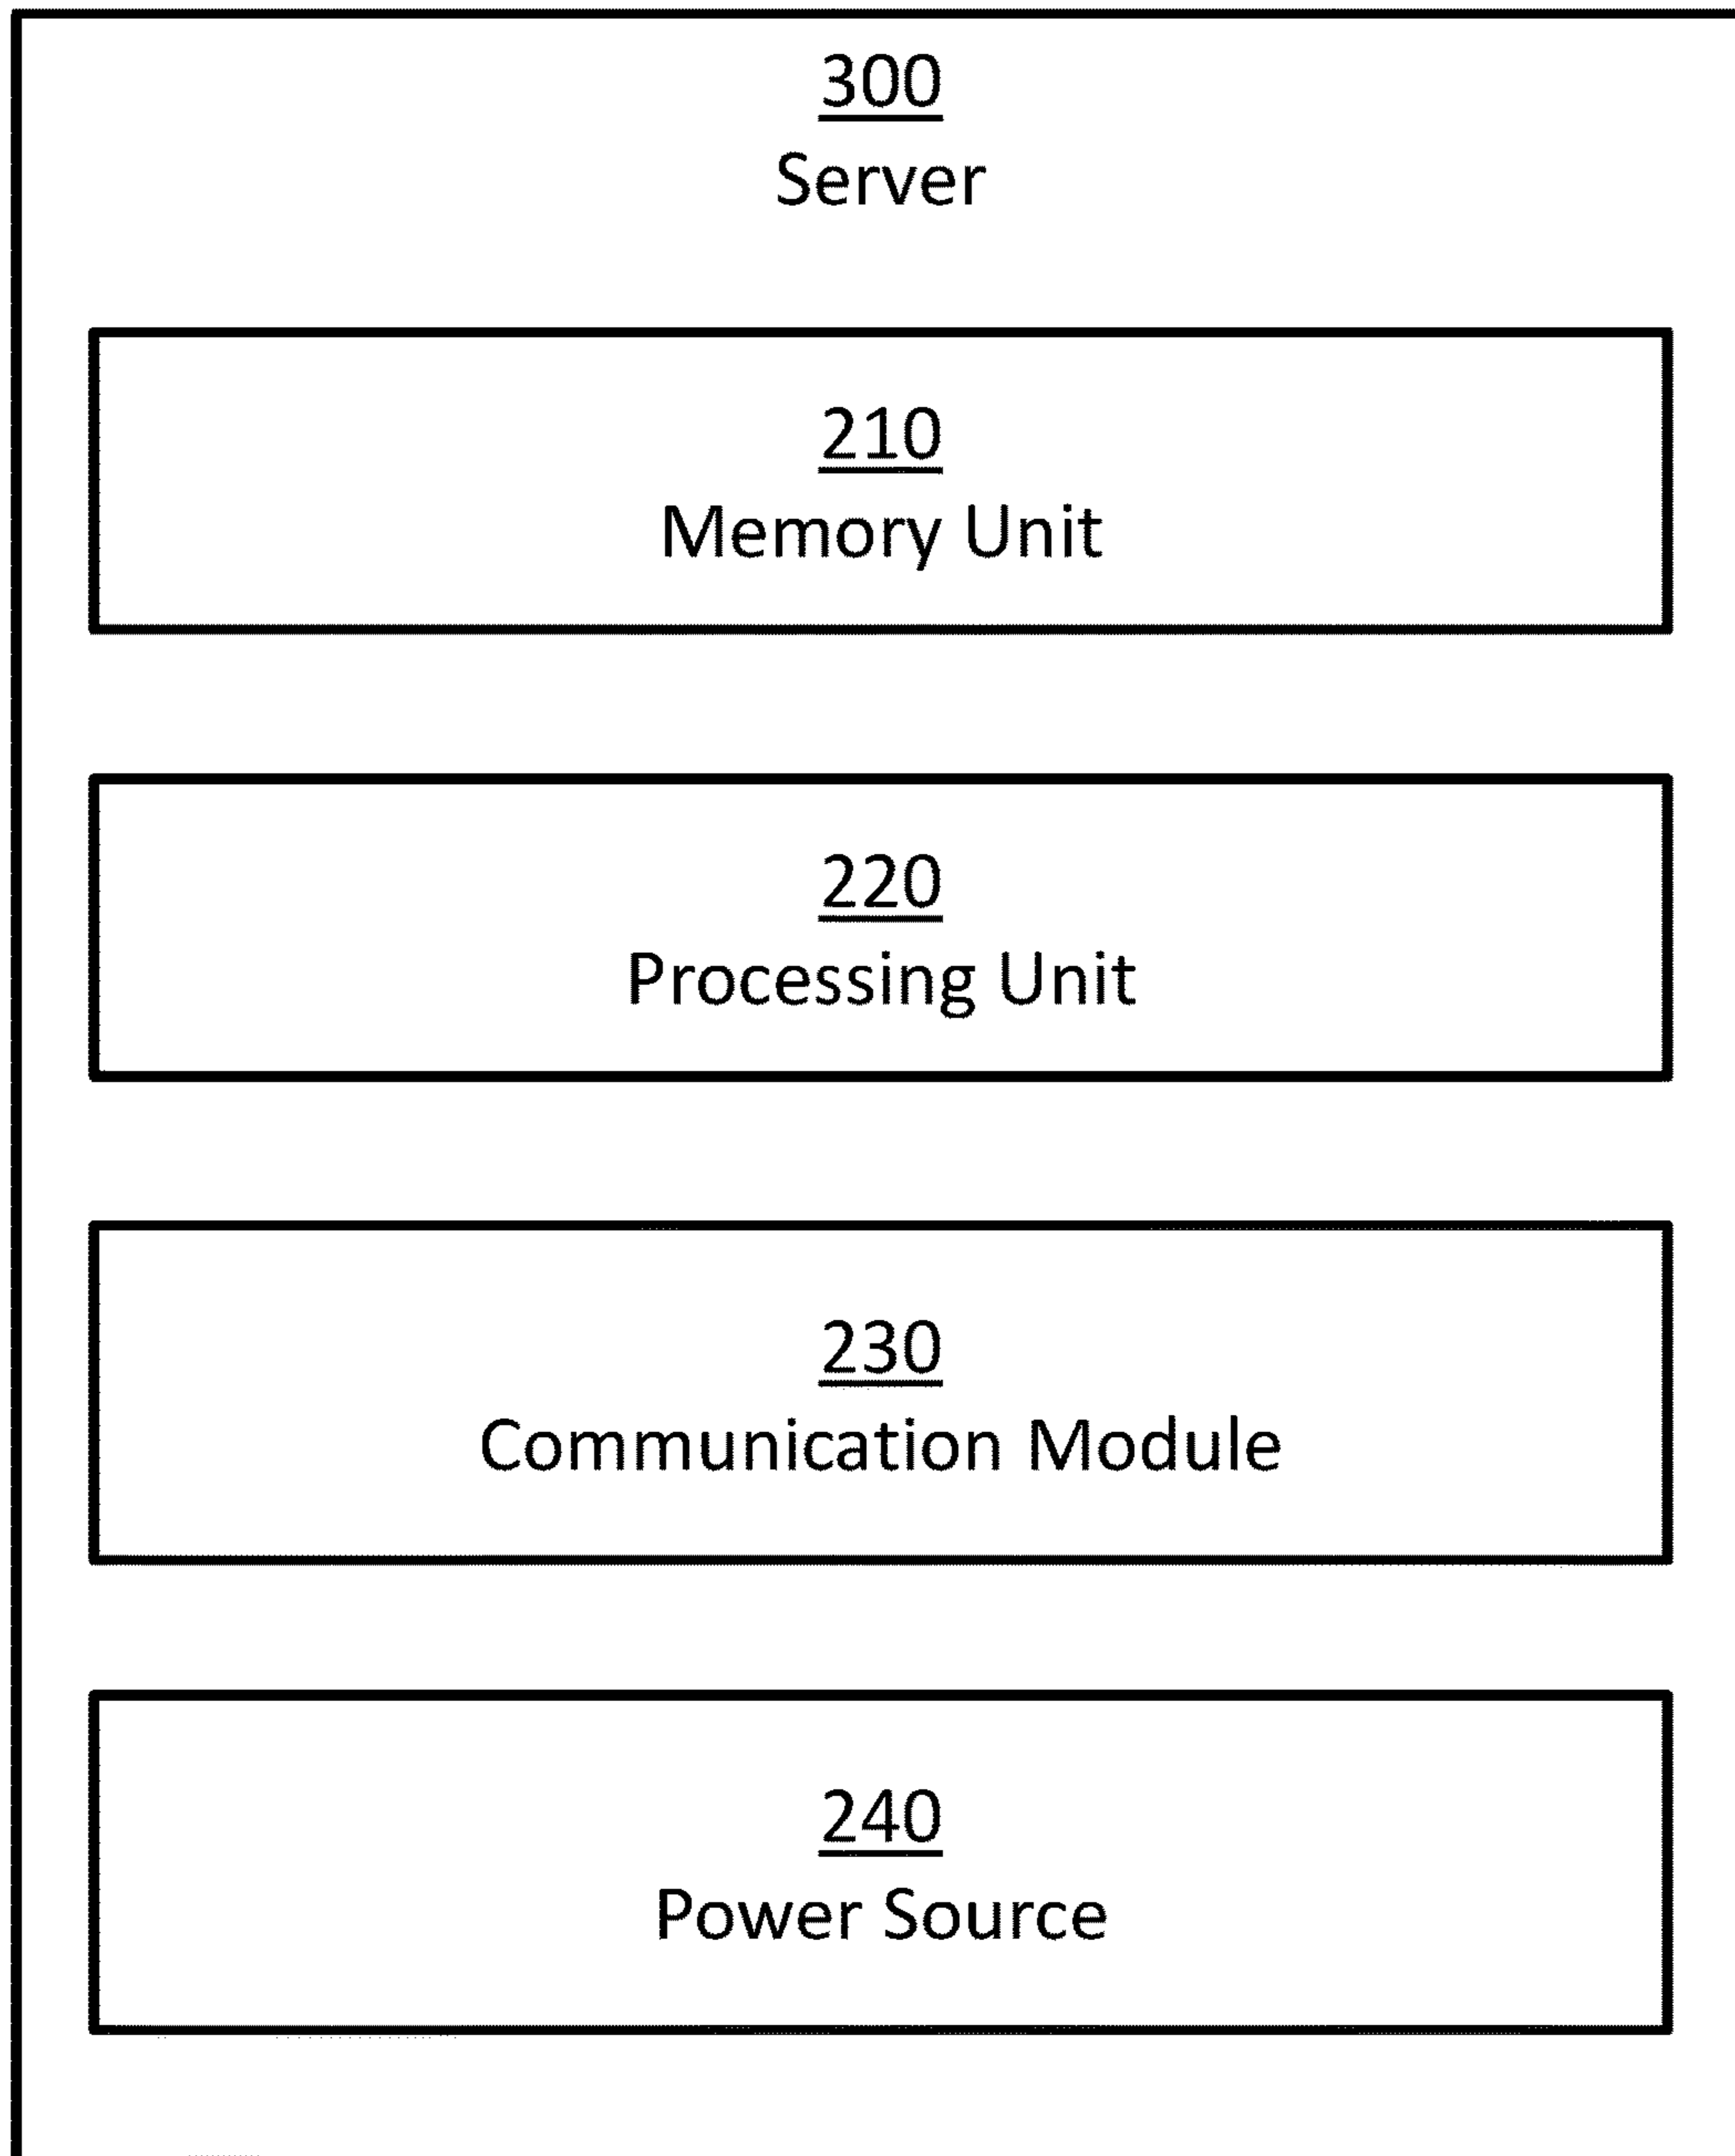 300
Server
210
Memory Unit
220
Processing Unit
230
Communication Module
240
Power Source